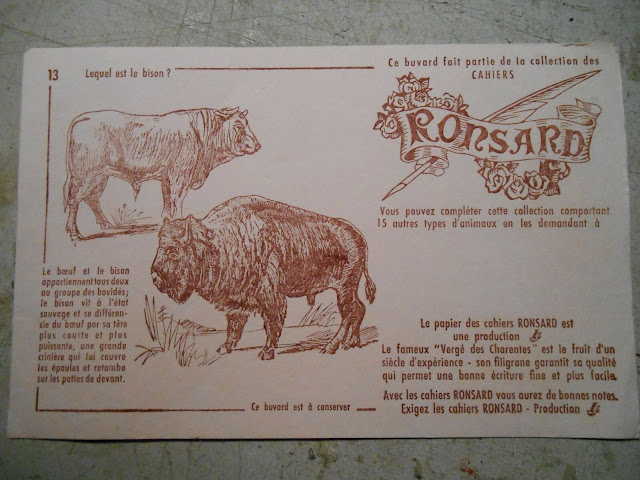 13 Lequel est le bison ?
Le bœuf et le bison
appartiennent tous deux
au groupe des bovidés;
le bison vit à l'état
sauvage et se différen-
cie du bœuf par sa tête
plus courte et plus
puissante, une grande
crinière qui lui couvre
les épaules et retombe
sur les pattes de devant.
Ce buvard est à conserver
Ce buvard fait partie de la collection des
CAHIERS
RONSARD
Vous pouvez compléter cette collection comportant
15 autres types d'animaux en les demandant à
Le papier des cahiers RONSARD est
une production
Le fameux "Vergé des Charentes" est le fruit d'un
siècle d'expérience - son filigrane garantit sa qualité
qui permet une bonne écriture fine et plus facile.
Avec les cahiers RONSARD vous aurez de bonnes notes.
Exigez les cahiers RONSARD - Production